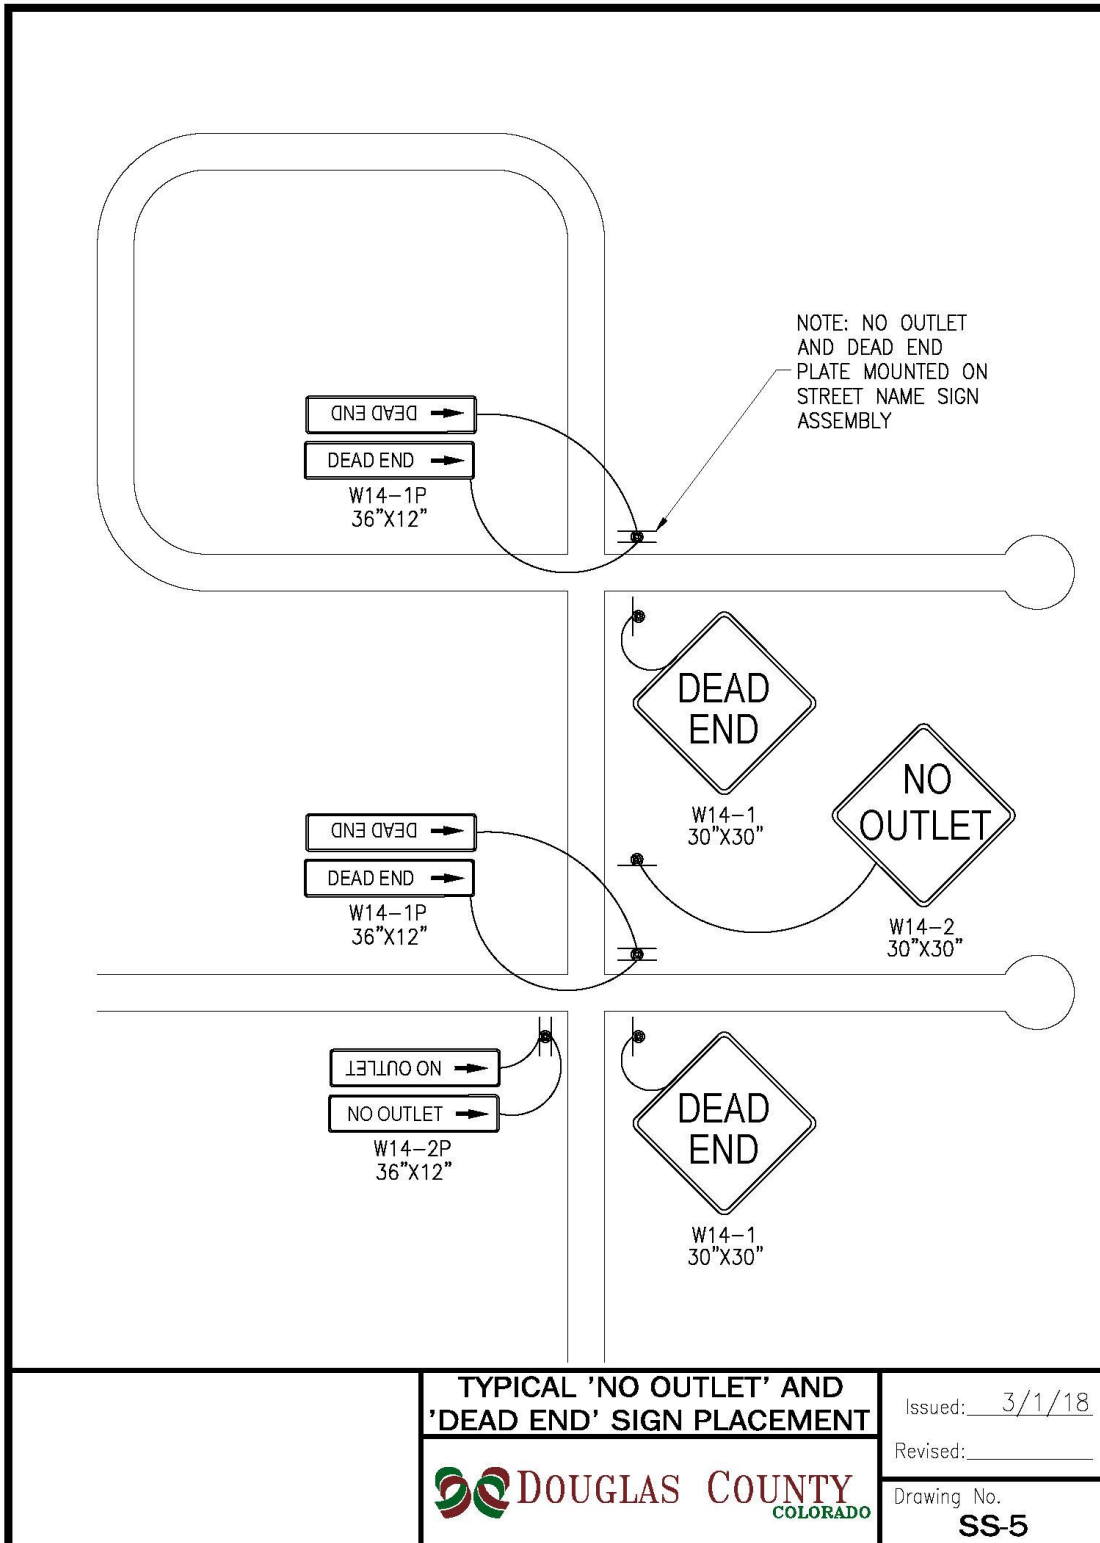 NOTE: NO OUTLET
AND DEAD END
PLATE MOUNTED ON
STREET NAME SIGN
ASSEMBLY
DEAD END
DEAD END
W14-1P
36"X12"
DEAD
END
W14-1
30"X30"
NO
OUTLET
W14-2
30"X30"
DEAD END
DEAD END
W14-1P
36"X12"
NO OUTLET
NO OUTLET
W14-2P
36"X12"
DEAD
END
W14-1
30"X30"
TYPICAL 'NO OUTLET' AND
'DEAD END' SIGN PLACEMENT
DOUGLAS COUNTY
COLORADO
Issued: 3/1/18
Revised:
Drawing No.
SS-5